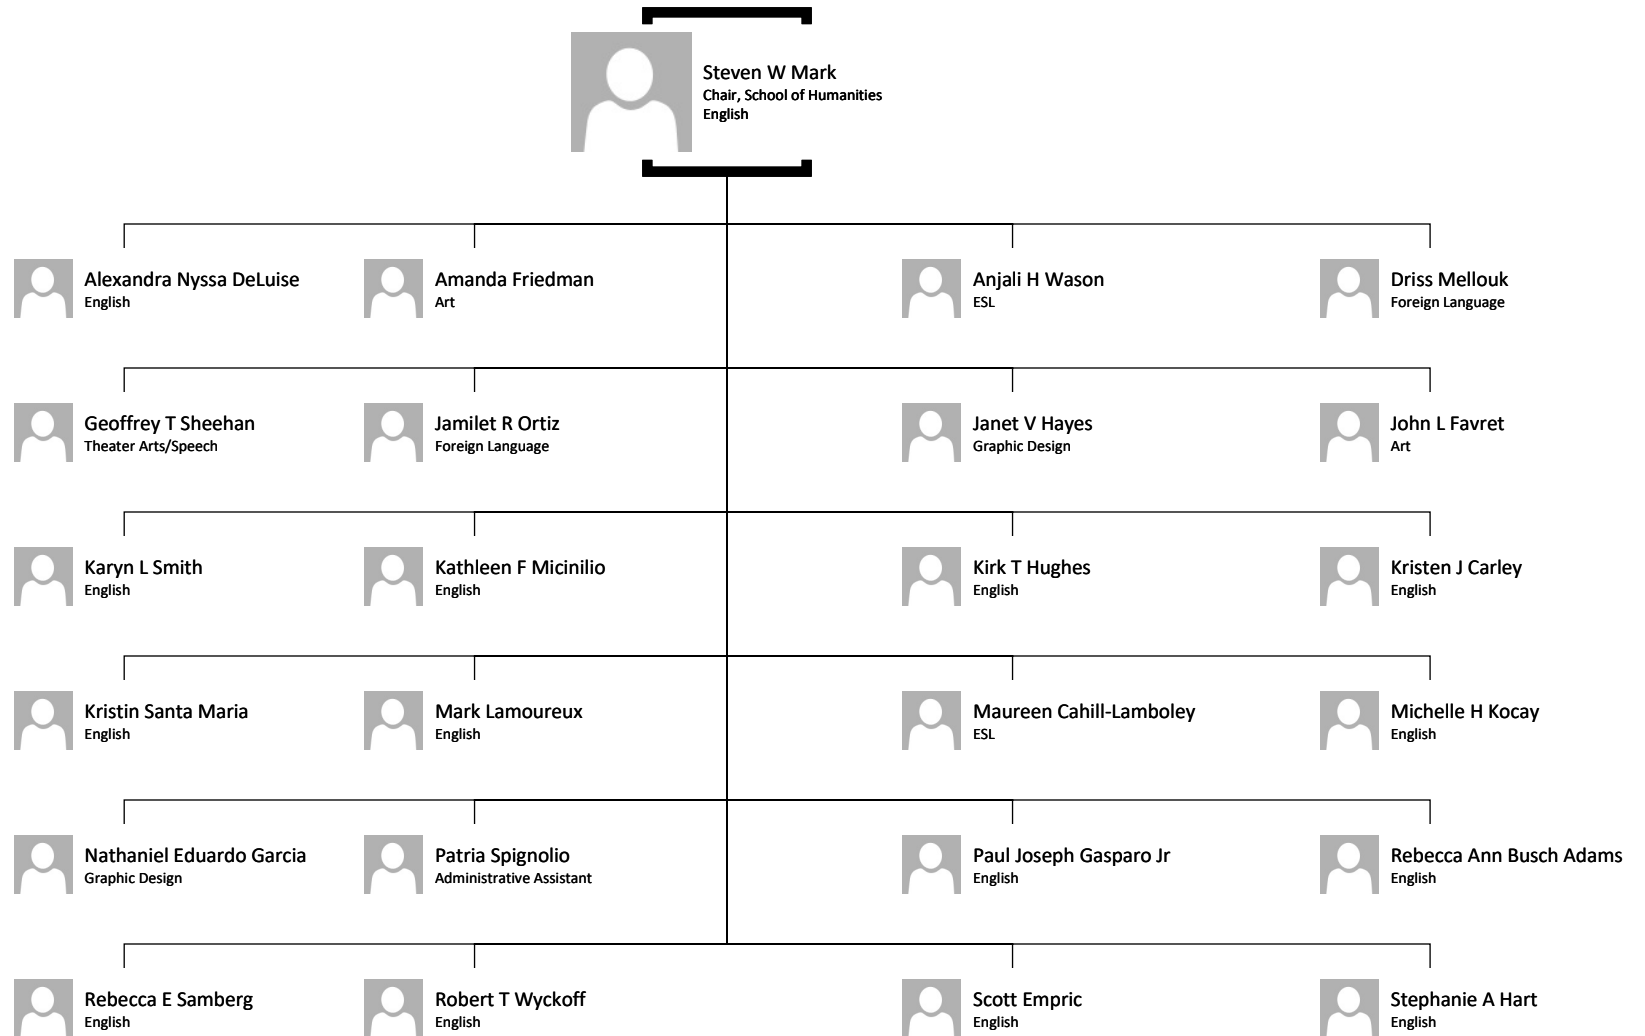 Steven W Mark
Chair, School of Humanities
English
Alexandra Nyssa DeLuise
English
Amanda Friedman
Art
Anjali H Wason
ESL
Driss Mellouk
Foreign Language
Geoffrey T Sheehan
Theater Arts/Speech
Jamilet R Ortiz
Foreign Language
Janet V Hayes
Graphic Design
John L Favret
Art
Karyn L Smith
English
Kathleen F Micinilio
English
Kirk T Hughes
English
Kristen J Carley
English
Kristin Santa Maria
English
Mark Lamoureux
English
Maureen Cahill-Lamboley
ESL
Michelle H Kocay
English
Nathaniel Eduardo Garcia
Graphic Design
Patria Spignolio
Administrative Assistant
Paul Joseph Gasparo Jr
English
Rebecca Ann Busch Adams
English
Rebecca E Samberg
English
Robert T Wyckoff
English
Scott Empric
English
Stephanie A Hart
English